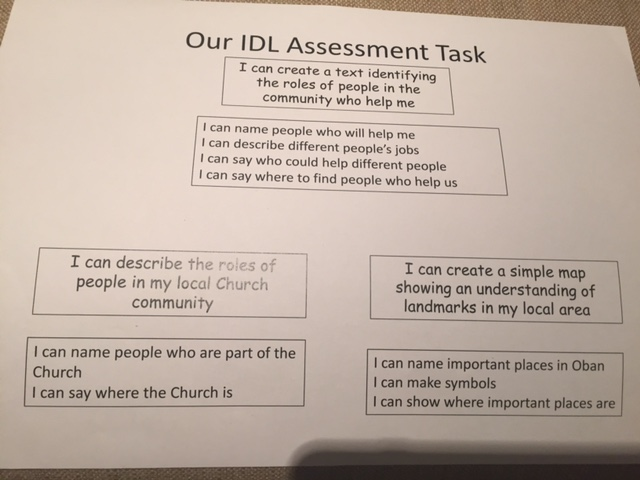 Our IDL Assessment Task
I can create a text identifying
the roles of people in the
community who help me
I can name people who will help me
I can describe different people's jobs
I can say who could help different people
I can say where to find people who help us
I can describe the roles of
people in my local Church
community
I can name people who are part of the
Church
I can say where the Church is
I can create a simple map
showing an understanding of
landmarks in my local area
I can name important places in Oban
I can make symbols
I can show where important places are